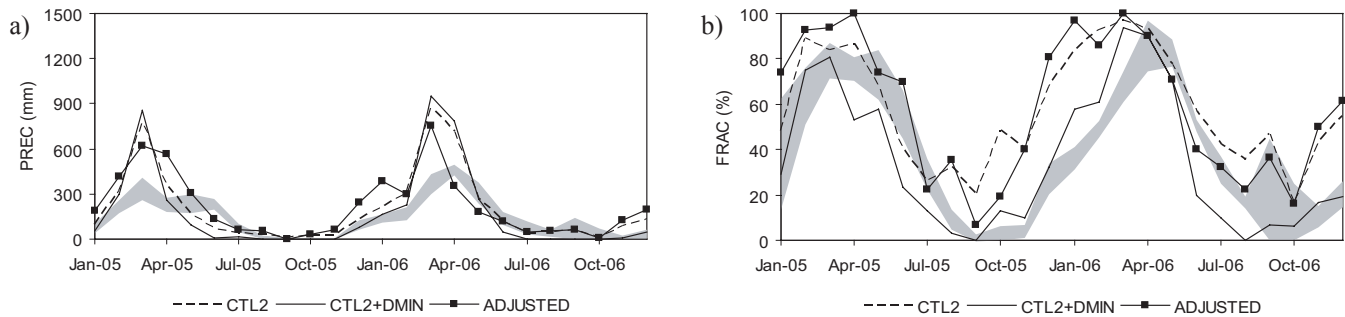 a)
PREC (mm)
1500
1200
900
600
300
0
Jan-05 Apr-05 Jul-05 Oct-05 Jan-06 Apr-06 Jul-06 Oct-06
CTL2 CTL2+DMIN ADJUSTED
b)
FRAC (%)
100
80
60
40
20
0
Jan-05 Apr-05 Jul-05 Oct-05 Jan-06 Apr-06 Jul-06 Oct-06
CTL2 CTL2+DMIN ADJUSTED